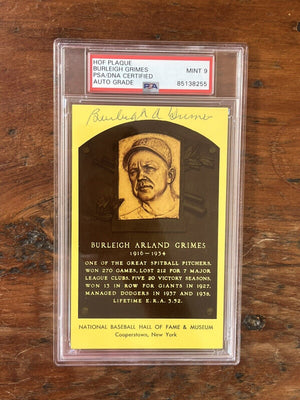 HOF PLAQUE
BURLEIGH GRIMES
PSA/DNA CERTIFIED
AUTO GRADE
MINT 9
PSA
85138255
Burleigh A Grimes
BURLEIGH ARLAND GRIMES
1916 - 1934
ONE OF THE GREAT SPITBALL PITCHERS.
WON 270 GAMES, LOST 212 FOR 7 MAJOR
LEAGUE CLUBS. FIVE 20 VICTORY SEASONS.
WON 13 IN ROW FOR GIANTS IN 1927.
MANAGED DODGERS IN 1937 AND 1938.
LIFETIME E.R.A. 3.52.
NATIONAL BASEBALL HALL OF FAME & MUSEUM
Cooperstown, New York